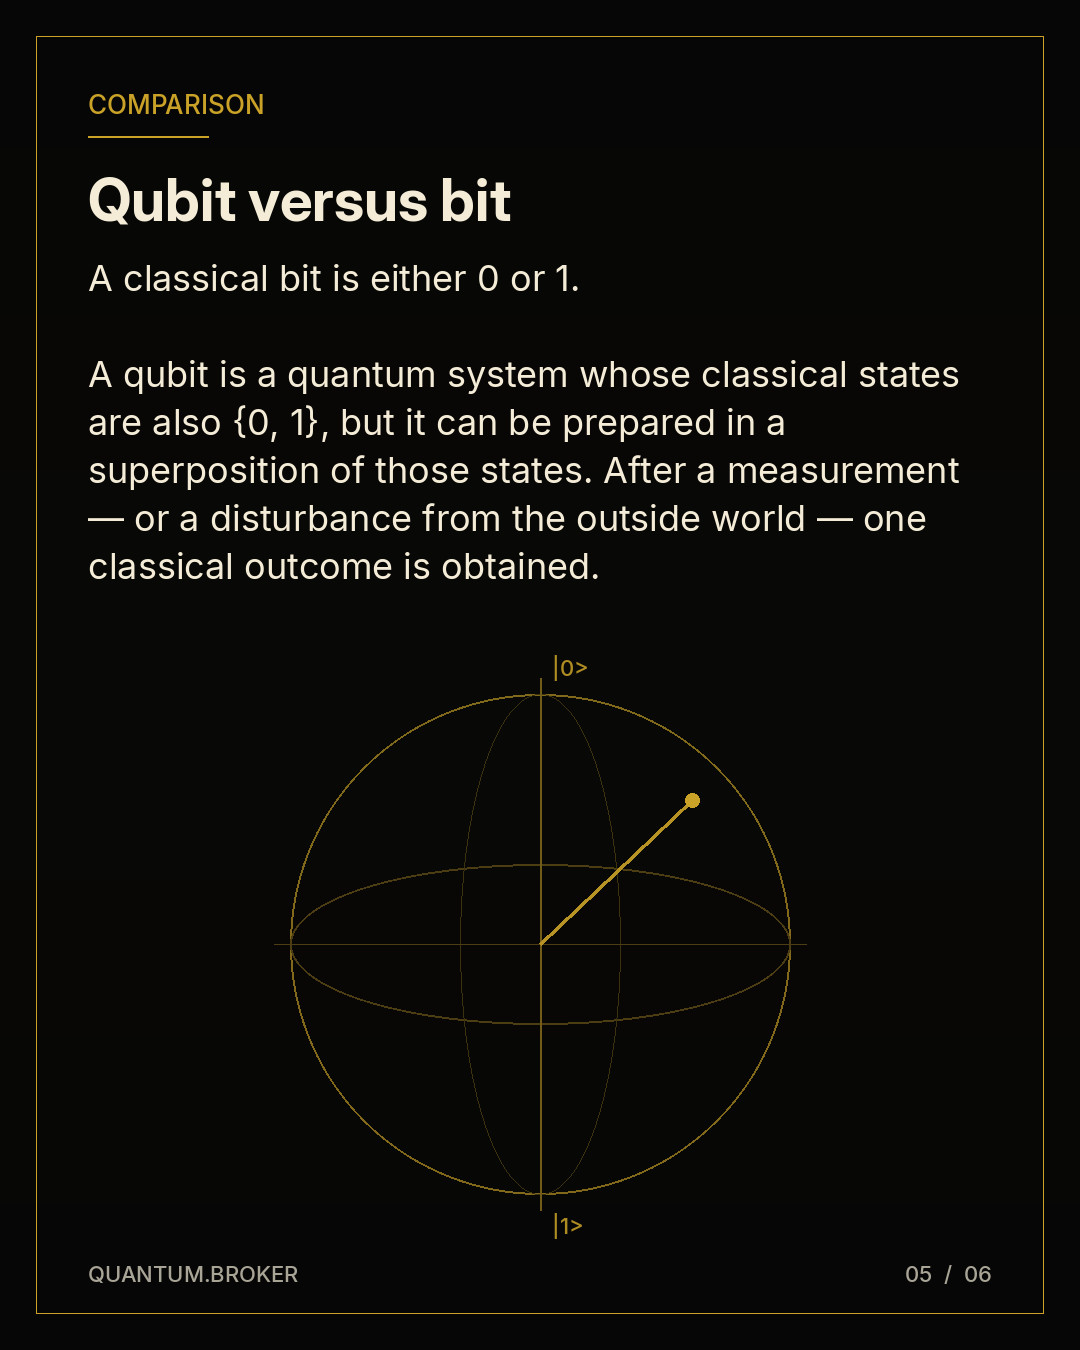 COMPARISON
Qubit versus bit
A classical bit is either 0 or 1.
A qubit is a quantum system whose classical states
are also {0, 1}, but it can be prepared in a
superposition of those states. After a measurement
— or a disturbance from the outside world — one
classical outcome is obtained.
|0>
|1>
QUANTUM.BROKER
05 / 06